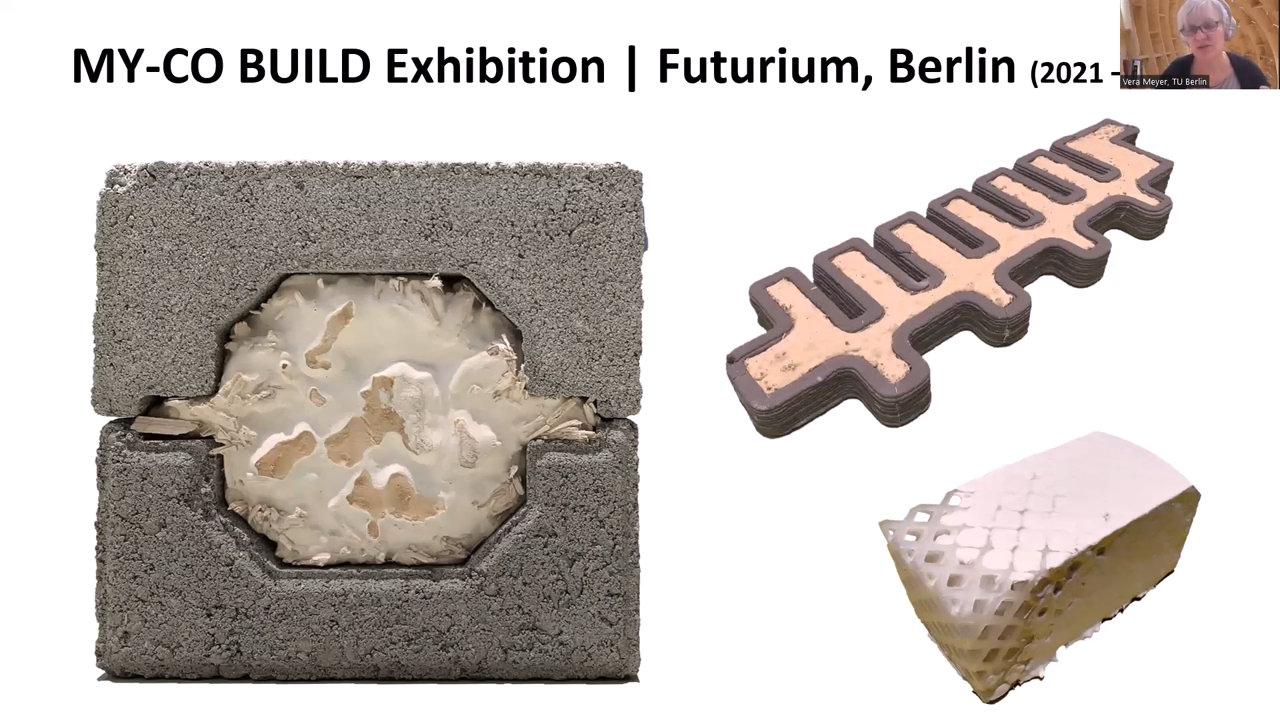 MY-CO BUILD Exhibition | Futurium, Berlin (2021 –
Vera Meyer, TU Berlin